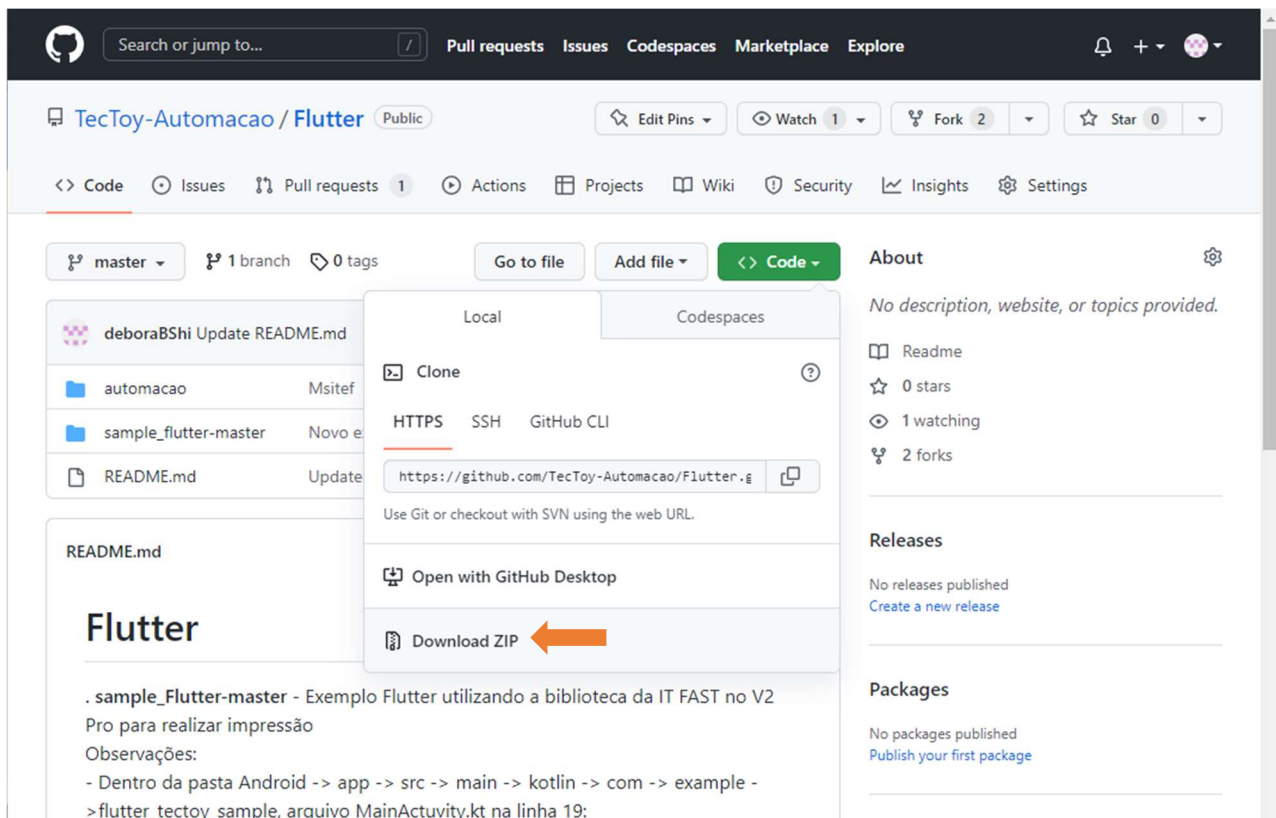 Search or jump to... / Pull requests Issues Codespaces Marketplace Explore
TecToy-Automacao / Flutter Public
Edit Pins Watch 1 Fork 2 Star 0
<> Code Issues Pull requests 1 Actions Projects Wiki Security Insights Settings
master 1 branch 0 tags Go to file Add file <> Code
deboraBShi Update README.md
automacao Msitef
sample_flutter-master Novo e
README.md Update
Local Codespaces
Clone
HTTPS SSH GitHub CLI
https://github.com/TecToy-Automacao/Flutter.g
Use Git or checkout with SVN using the web URL.
Open with GitHub Desktop
Download ZIP
README.md
Flutter
. sample_Flutter-master - Exemplo Flutter utilizando a biblioteca da IT FAST no V2
Pro para realizar impressão
Observações:
- Dentro da pasta Android -> app -> src -> main -> kotlin -> com -> example -
>flutter_tectoy_sample, arquivo MainActuvity.kt na linha 19:
About
No description, website, or topics provided.
Readme
0 stars
1 watching
2 forks
Releases
No releases published
Create a new release
Packages
No packages published
Publish your first package